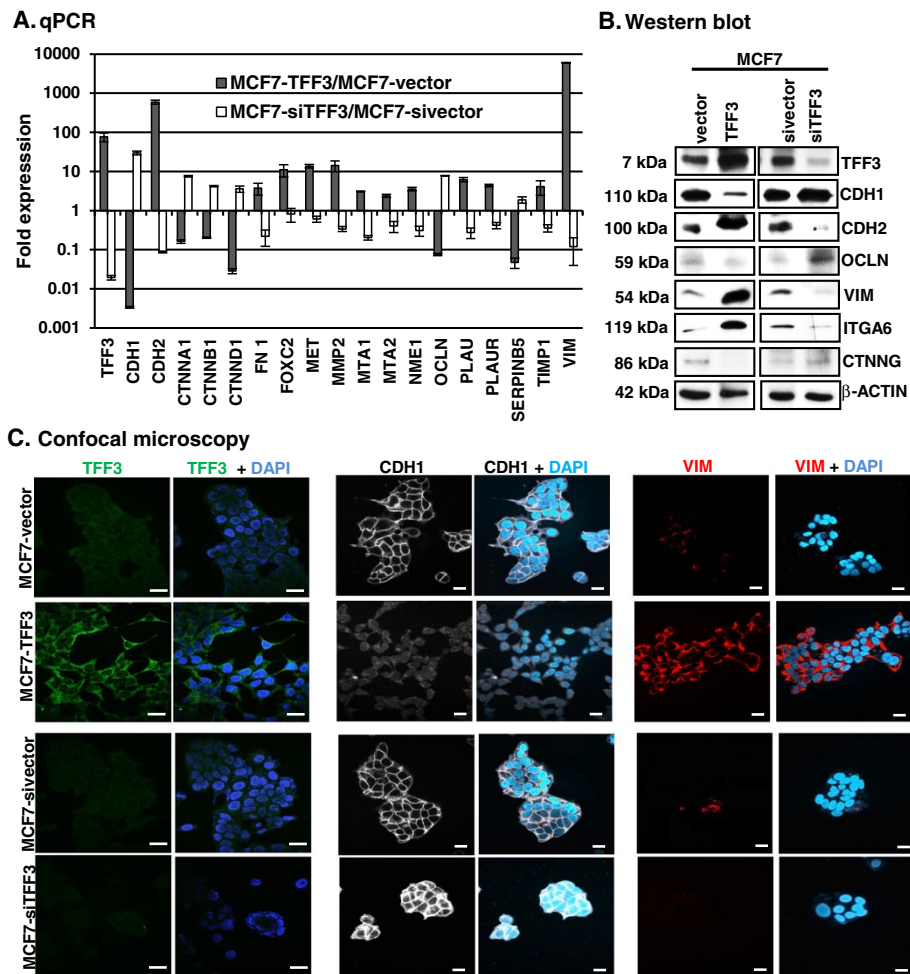 A. qPCR
10000
1000
100
10
1
0.1
0.01
0.001
Fold expresssion
MCF7-TFF3/MCF7-vector
MCF7-siTFF3/MCF7-sivector
TFF3
CDH1
CDH2
CTNNA1
CTNNB1
CTNND1
FN 1
FOXC2
MET
MMP2
MTA1
MTA2
NME1
OCLN
PLAU
PLAUR
SERPINB5
TIMP1
VIM
B. Western blot
MCF7
vector
TFF3
sivector
siTFF3
7 kDa TFF3
110 kDa CDH1
100 kDa CDH2
59 kDa OCLN
54 kDa VIM
119 kDa ITGA6
86 kDa CTNNG
42 kDa β-ACTIN
C. Confocal microscopy
TFF3 TFF3 + DAPI CDH1 CDH1 + DAPI VIM VIM + DAPI
MCF7-vector
MCF7-TFF3
MCF7-sivector
MCF7-siTFF3